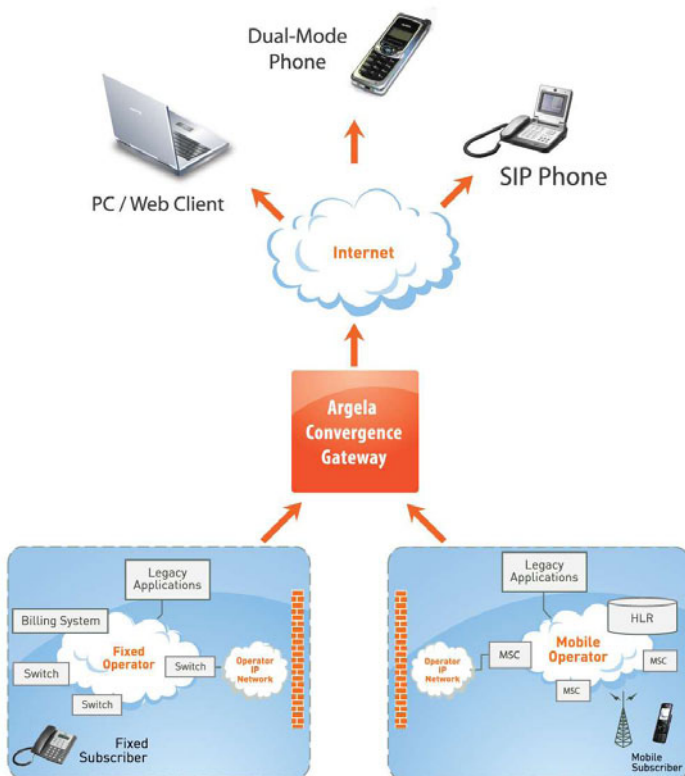 Dual-Mode
Phone
PC / Web Client
SIP Phone
Internet
Argela
Convergence
Gateway
Legacy
Applications
Billing System
Fixed
Operator
Switch
Switch
Switch
Operator
IP
Network
Fixed
Subscriber
Legacy
Applications
HLR
Mobile
Operator
MSC
MSC
MSC
Operator
IP
Network
Mobile
Subscriber